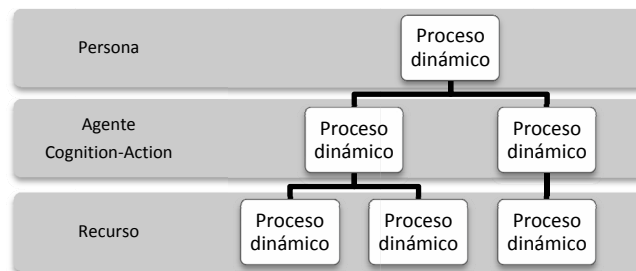 Persona
Proceso
dinámico
Agente
Cognition-Action
Proceso
dinámico
Proceso
dinámico
Recurso
Proceso
dinámico
Proceso
dinámico
Proceso
dinámico